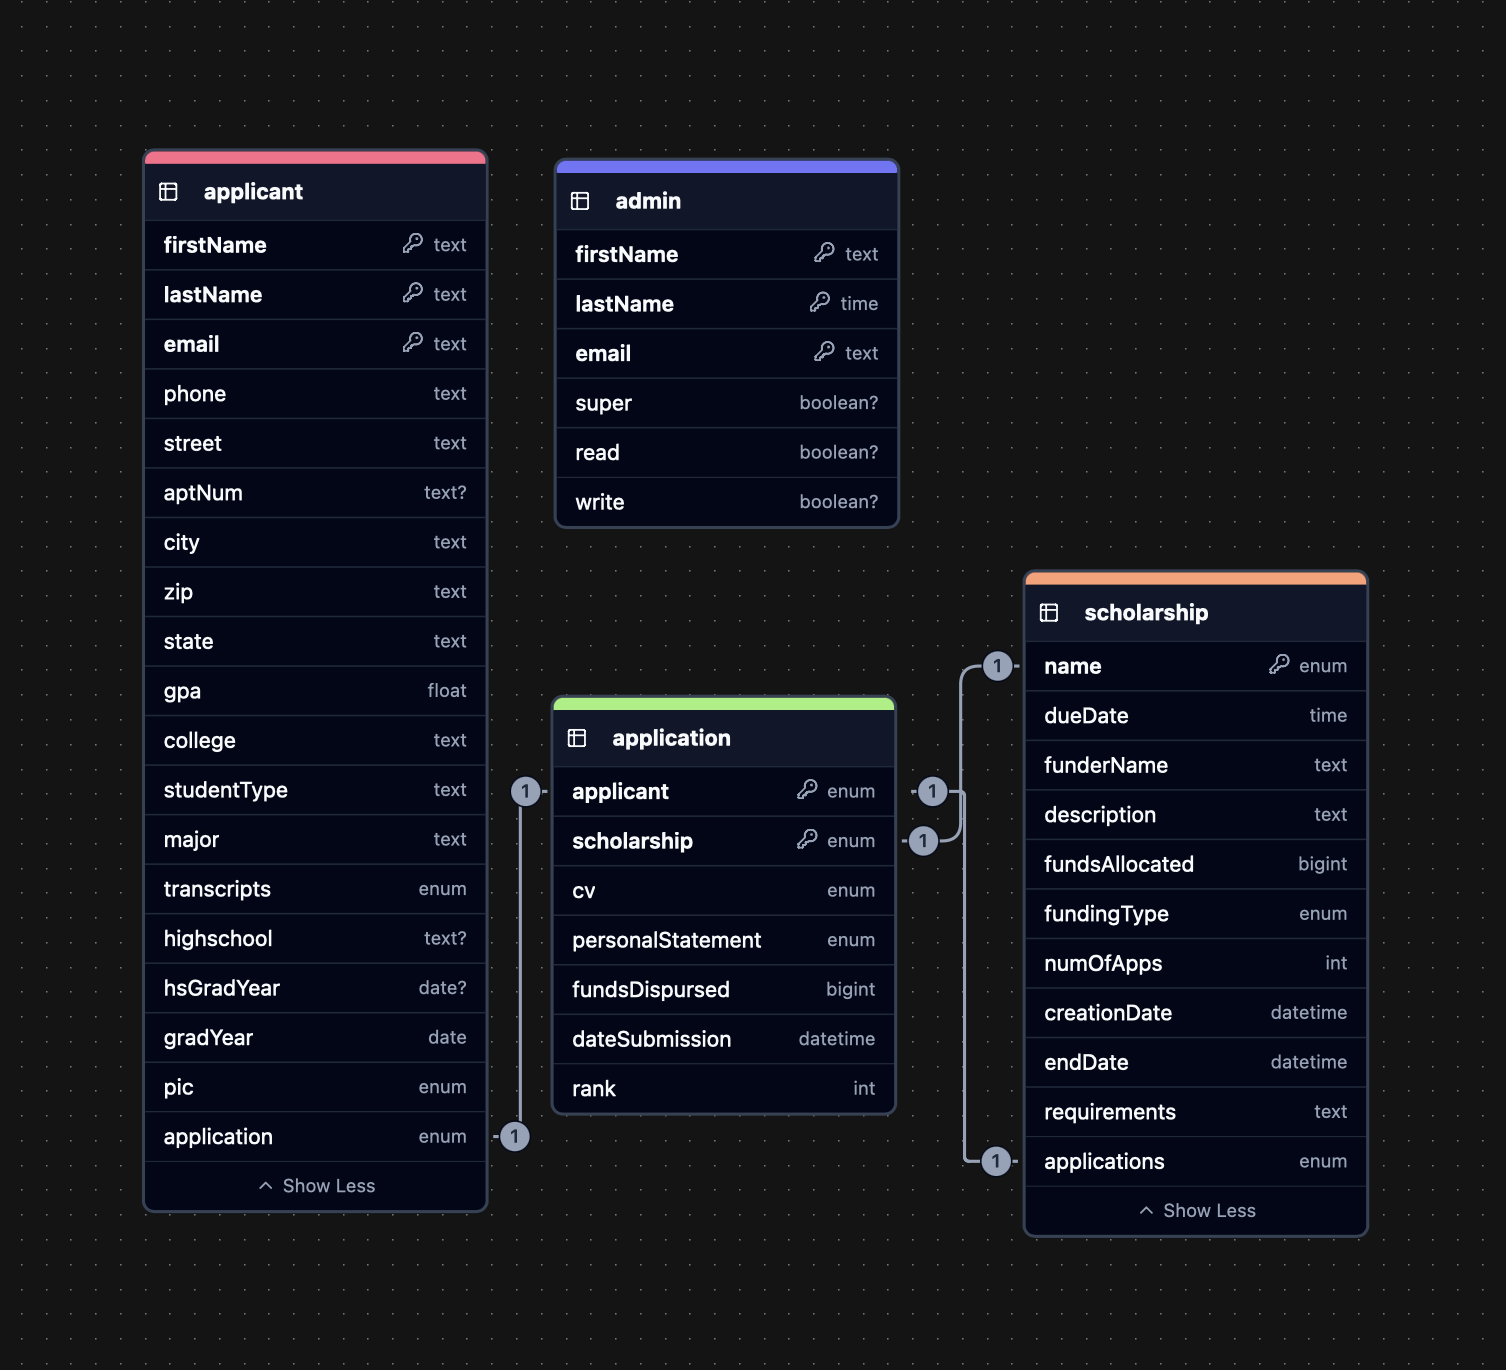 applicant
firstName text
lastName text
email text
phone text
street text
aptNum text?
city text
zip text
state text
gpa float
college text
studentType text
major text
transcripts enum
highschool text?
hsGradYear date?
gradYear date
pic enum
application enum
Show Less
admin
firstName text
lastName time
email text
super boolean?
read boolean?
write boolean?
application
applicant enum
scholarship enum
cv enum
personalStatement enum
fundsDispursed bigint
dateSubmission datetime
rank int
scholarship
name enum
dueDate time
funderName text
description text
fundsAllocated bigint
fundingType enum
numOfApps int
creationDate datetime
endDate datetime
requirements text
applications enum
Show Less
1
1
1
1
1
1